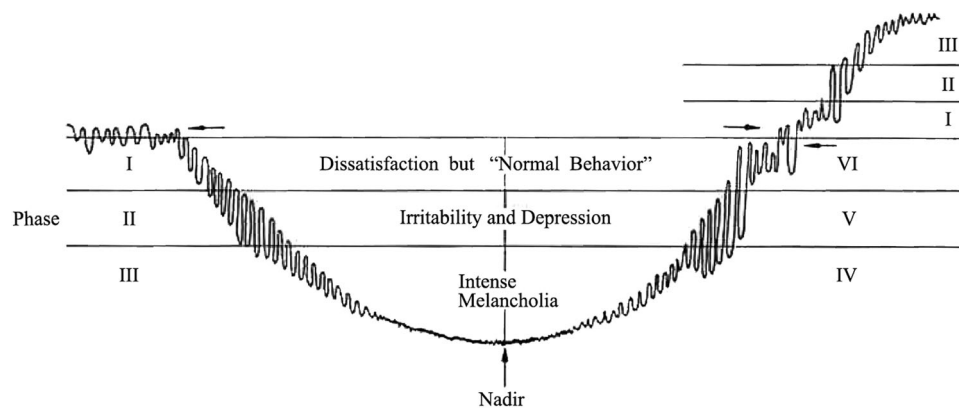 III
II
I
I Dissatisfaction but “Normal Behavior” VI
Phase II Irritability and Depression V
III Intense Melancholia IV
Nadir